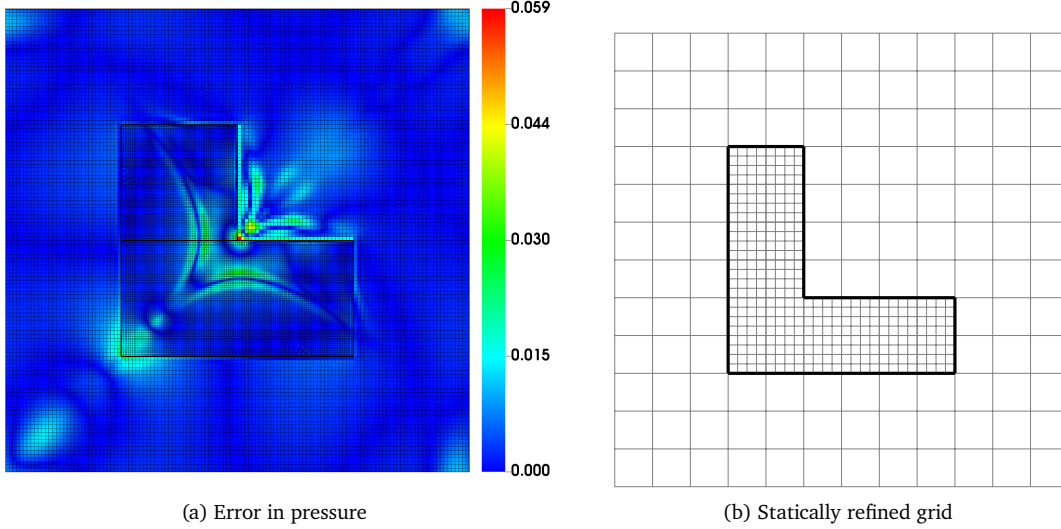 0.059
0.044
0.030
0.015
0.000
(a) Error in pressure
(b) Statically refined grid